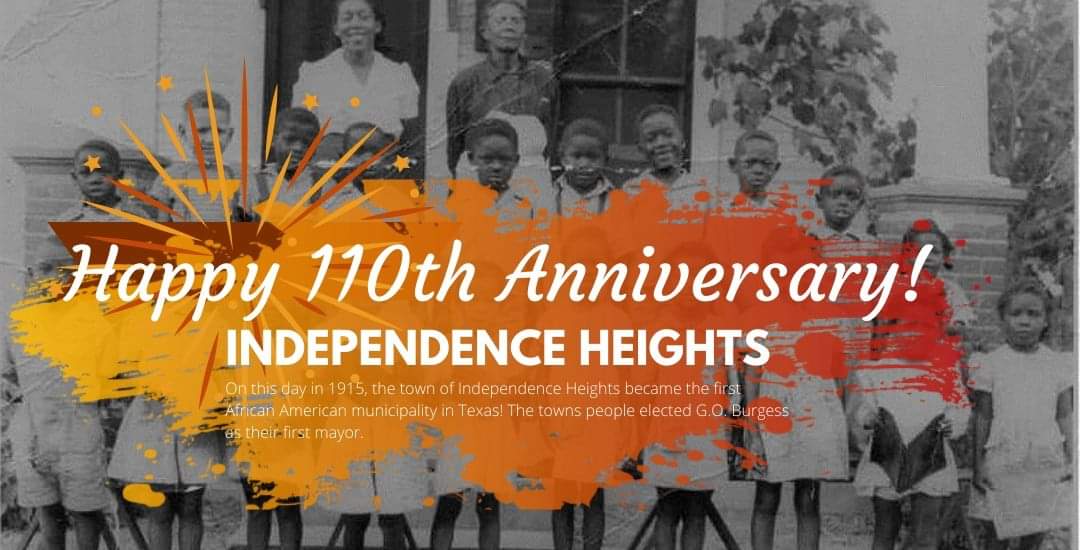 Happy 110th Anniversary!
INDEPENDENCE HEIGHTS
On this day in 1915, the town of Independence Heights became the first
African American municipality in Texas! The towns people elected G.O. Burgess
as their first mayor.